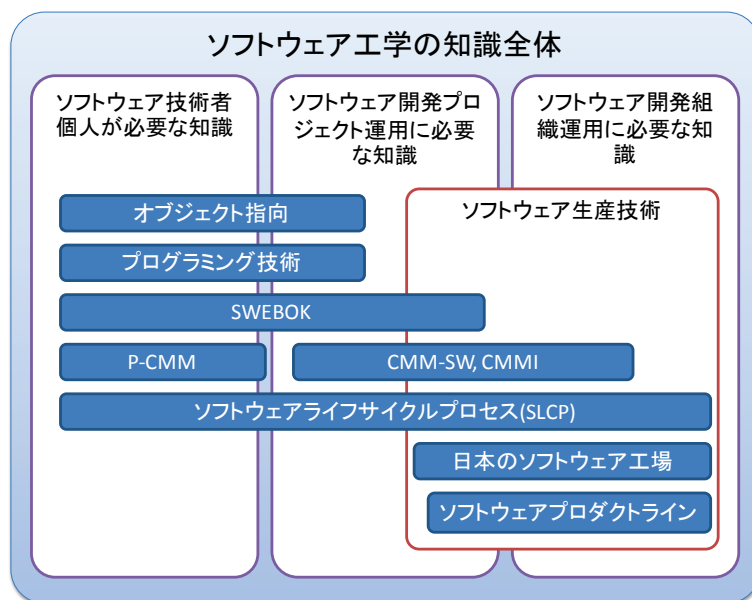 ソフトウェア工学の知識全体
ソフトウェア技術者
個人が必要な知識
ソフトウェア開発プロ
ジェクト運用に必要
な知識
ソフトウェア開発組
織運用に必要な知
識
ソフトウェア生産技術
オブジェクト指向
プログラミング技術
SWEBOK
P-CMM
CMM-SW, CMMI
ソフトウェアライフサイクルプロセス(SLCP)
日本のソフトウェア工場
ソフトウェアプロダクトライン